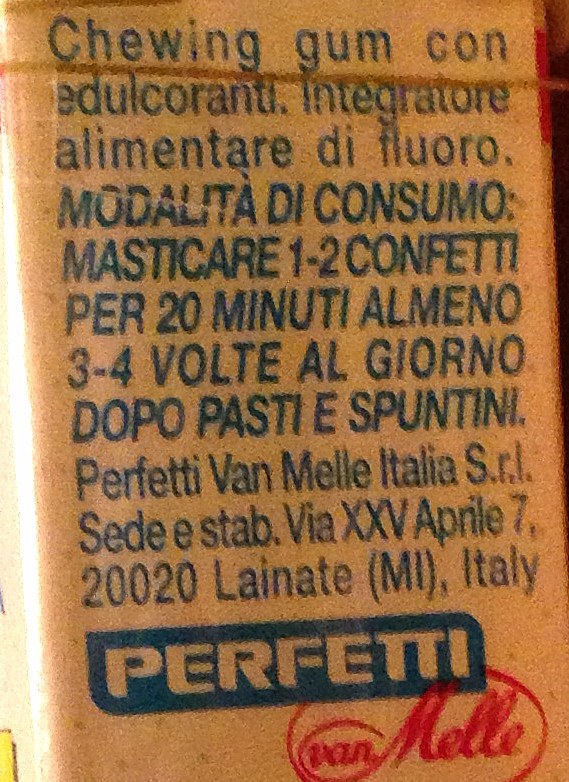 Chewing gum con
edulcoranti. Integratore
alimentare di fluoro.
MODALITÀ DI CONSUMO:
MASTICARE 1-2 CONFETTI
PER 20 MINUTI ALMENO
3-4 VOLTE AL GIORNO
DOPO PASTI E SPUNTINI.
Perfetti Van Melle Italia S.r.l.
Sede e stab. Via XXV Aprile 7,
20020 Lainate (MI), Italy
PERFETTI
van Melle